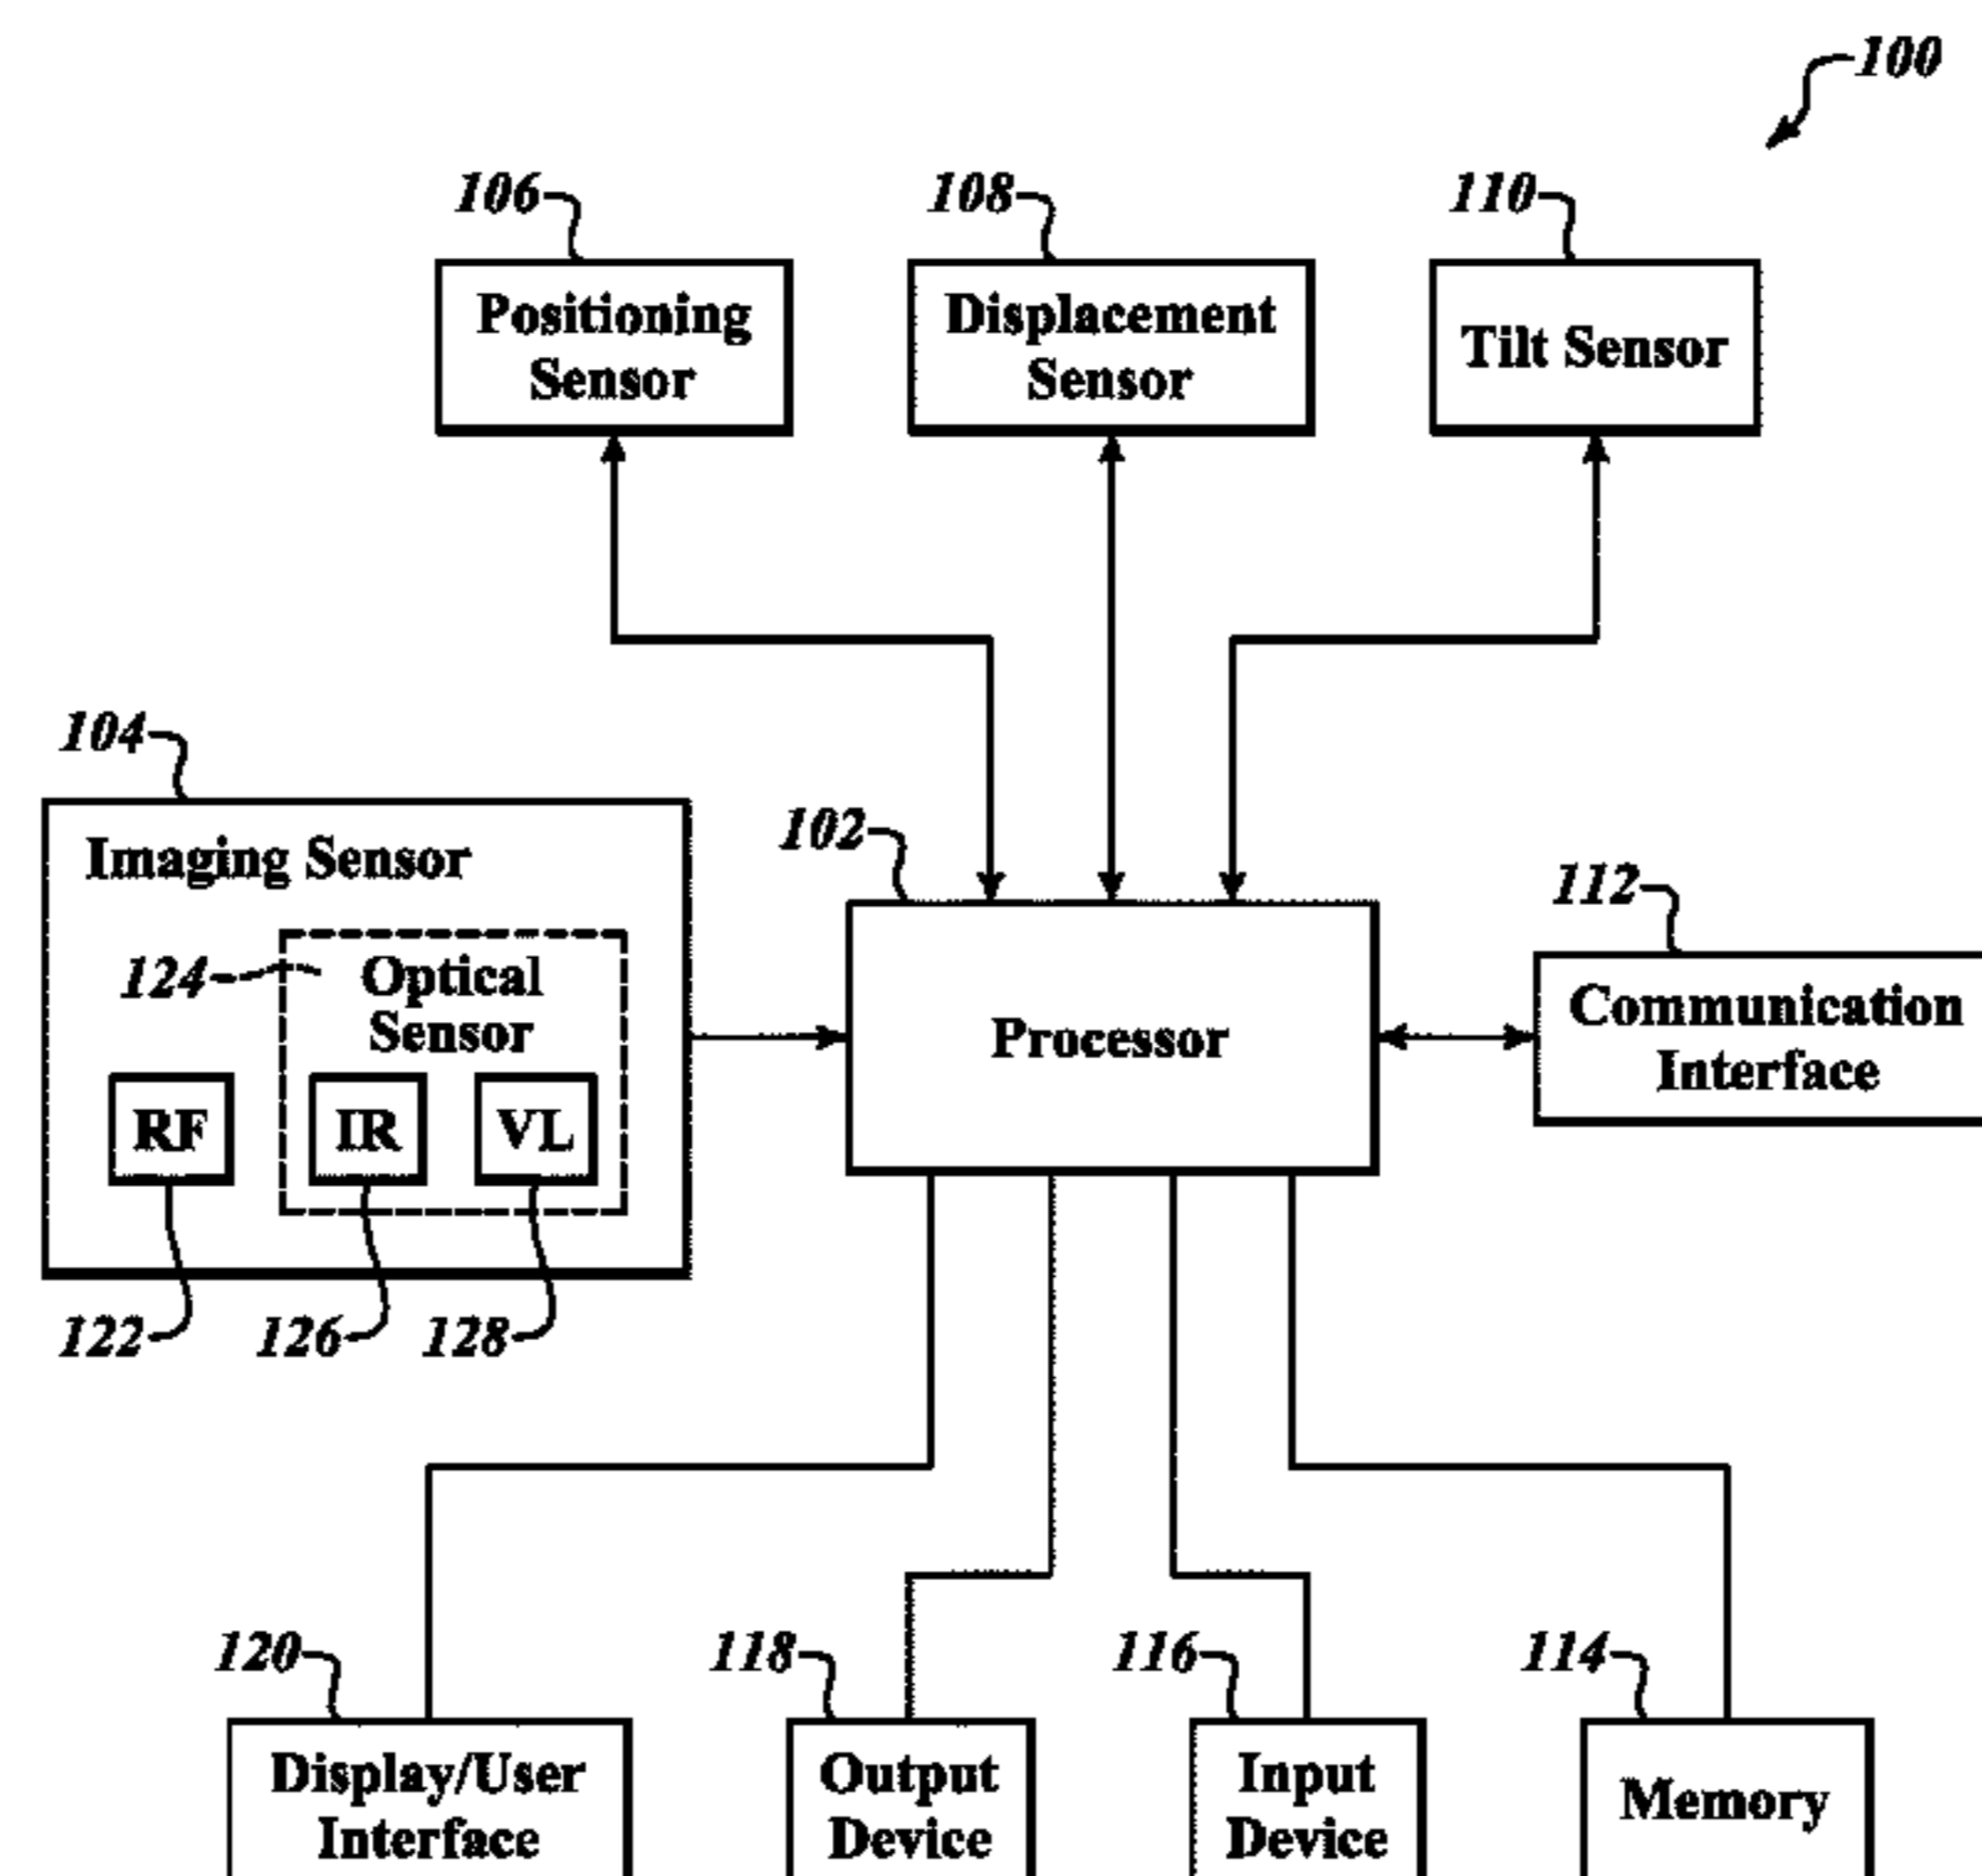 100
106
108
110
Positioning
Sensor
Displacement
Sensor
Tilt Sensor
104
Imaging Sensor
102
112
124
Optical
Sensor
Processor
Communication
Interface
RF
IR
VL
122
126
128
120
118
116
114
Display/User
Interface
Output
Device
Input
Device
Memory